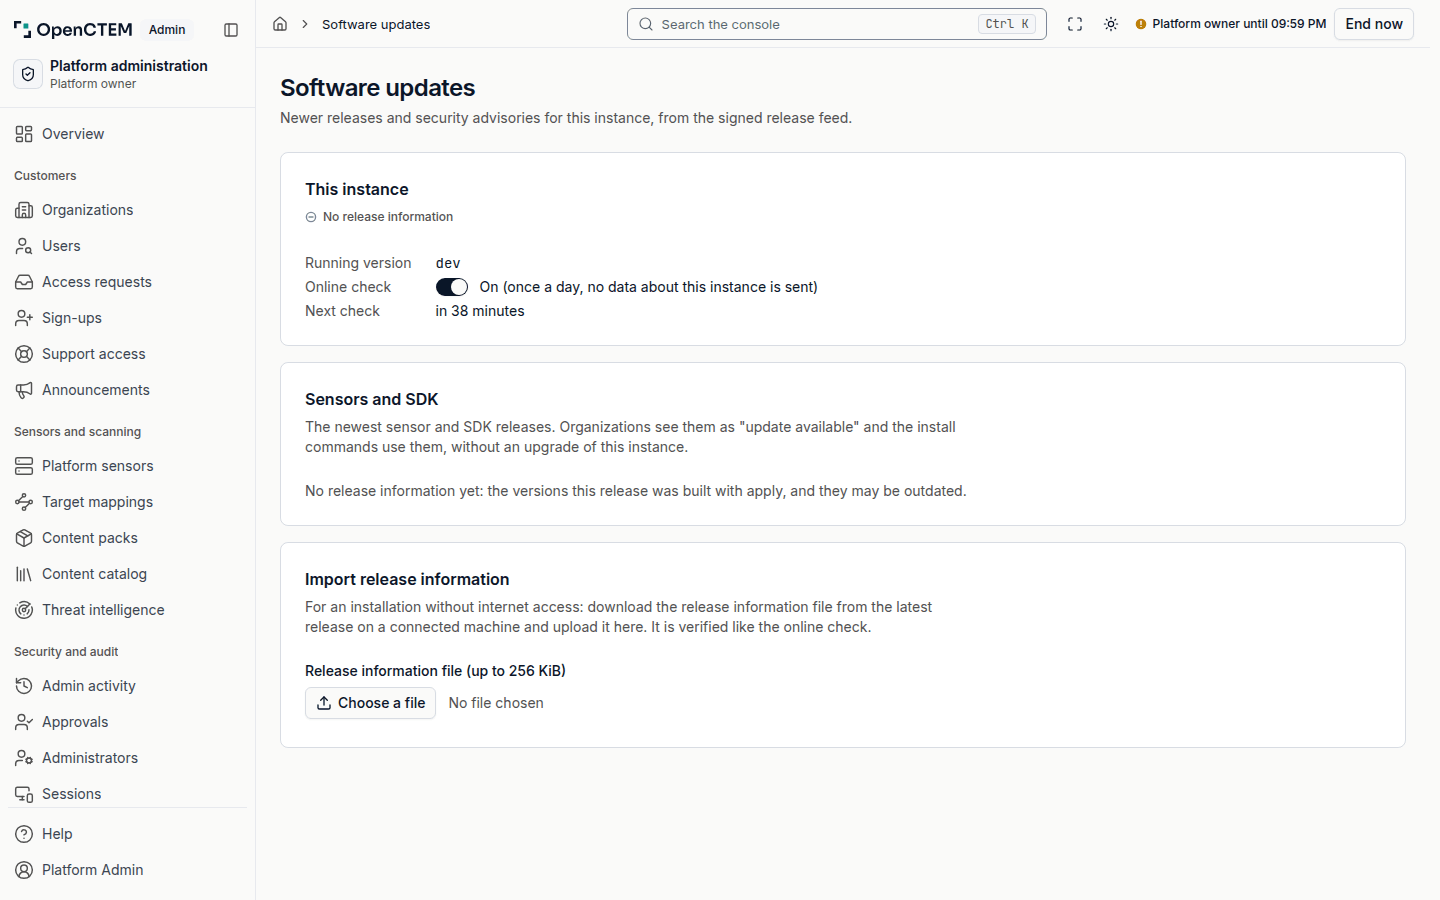 OpenCTEM Admin
Platform administration
Platform owner
Overview
Customers
Organizations
Users
Access requests
Sign-ups
Support access
Announcements
Sensors and scanning
Platform sensors
Target mappings
Content packs
Content catalog
Threat intelligence
Security and audit
Admin activity
Approvals
Administrators
Sessions
Help
Platform Admin
Software updates
Search the console
Ctrl K
Platform owner until 09:59 PM
End now
Software updates
Newer releases and security advisories for this instance, from the signed release feed.
This instance
No release information
Running version dev
Online check On (once a day, no data about this instance is sent)
Next check in 38 minutes
Sensors and SDK
The newest sensor and SDK releases. Organizations see them as "update available" and the install
commands use them, without an upgrade of this instance.
No release information yet: the versions this release was built with apply, and they may be outdated.
Import release information
For an installation without internet access: download the release information file from the latest
release on a connected machine and upload it here. It is verified like the online check.
Release information file (up to 256 KiB)
Choose a file No file chosen